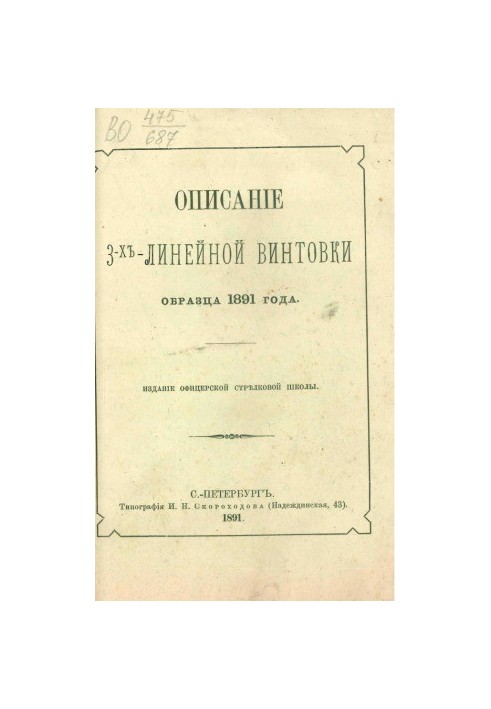 ВО 475
687
ОПИСАНІЕ
3-ХЪ-ЛИНЕЙНОЙ ВИНТОВКИ
ОБРАЗЦА 1891 ГОДА.
ИЗДАНІЕ ОФИЦЕРСКОЙ СТРѢЛКОВОЙ ШКОЛЫ.
С.-ПЕТЕРБУРГЪ.
Типографія И. Н. Скороходова (Надеждинская, 43).
1891.